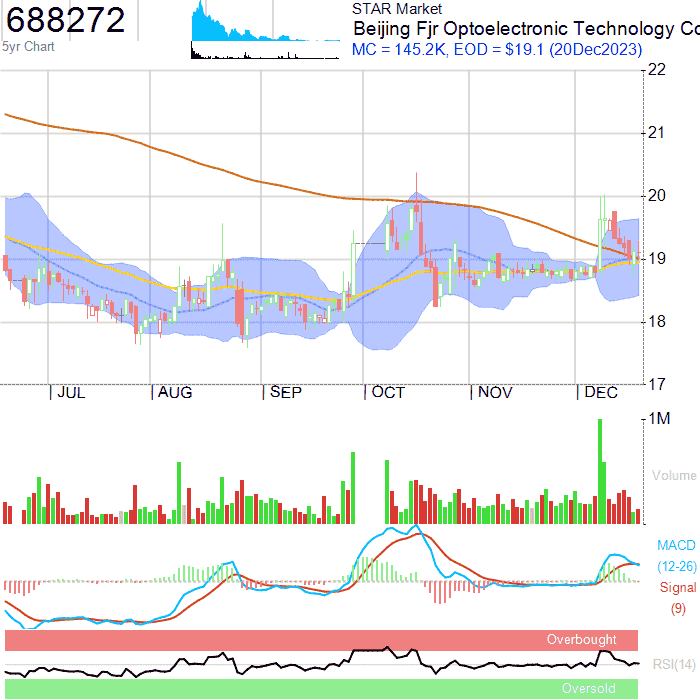 688272
5yr Chart
STAR Market
Beijing Fjr Optoelectronic Technology Co
MC = 145.2K, EOD = $19.1 (20Dec2023)
22
21
20
19
18
17
JUL
AUG
SEP
OCT
NOV
DEC
1M
Volume
MACD
(12-26)
Signal
(9)
Overbought
RSI(14)
Oversold